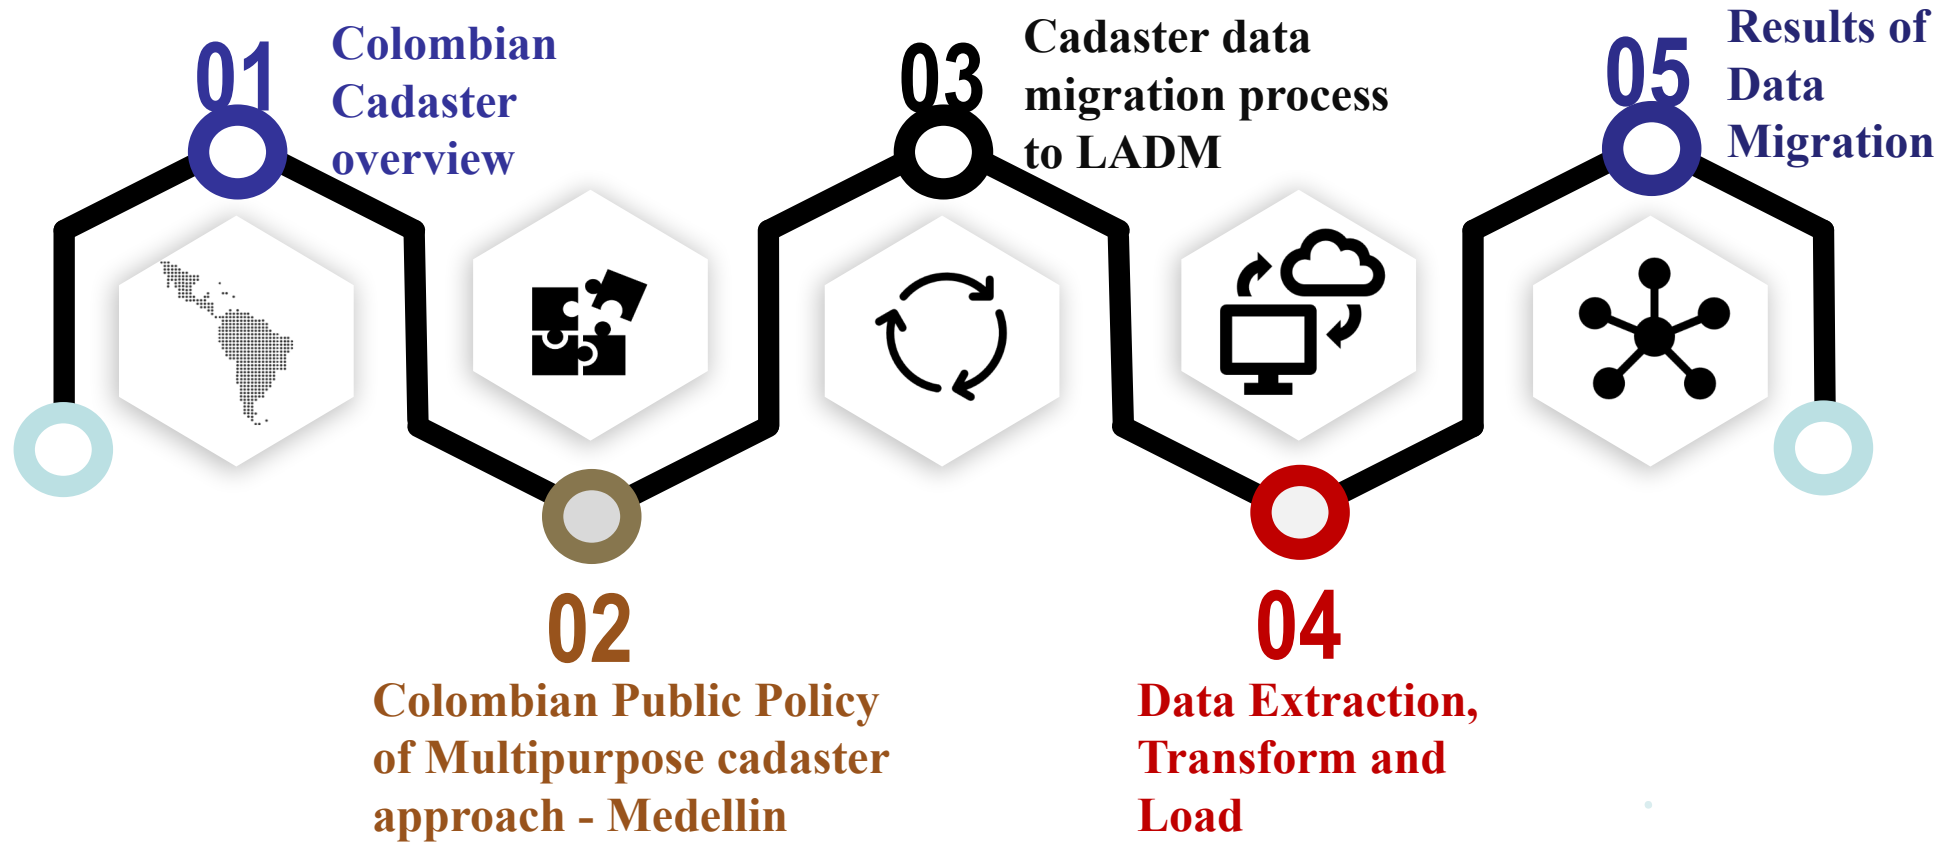 01
Colombian
Cadaster
overview
02
Colombian Public Policy
of Multipurpose cadaster
approach - Medellin
03
Cadaster data
migration process
to LADM
04
Data Extraction,
Transform and
Load
05
Results of
Data
Migration